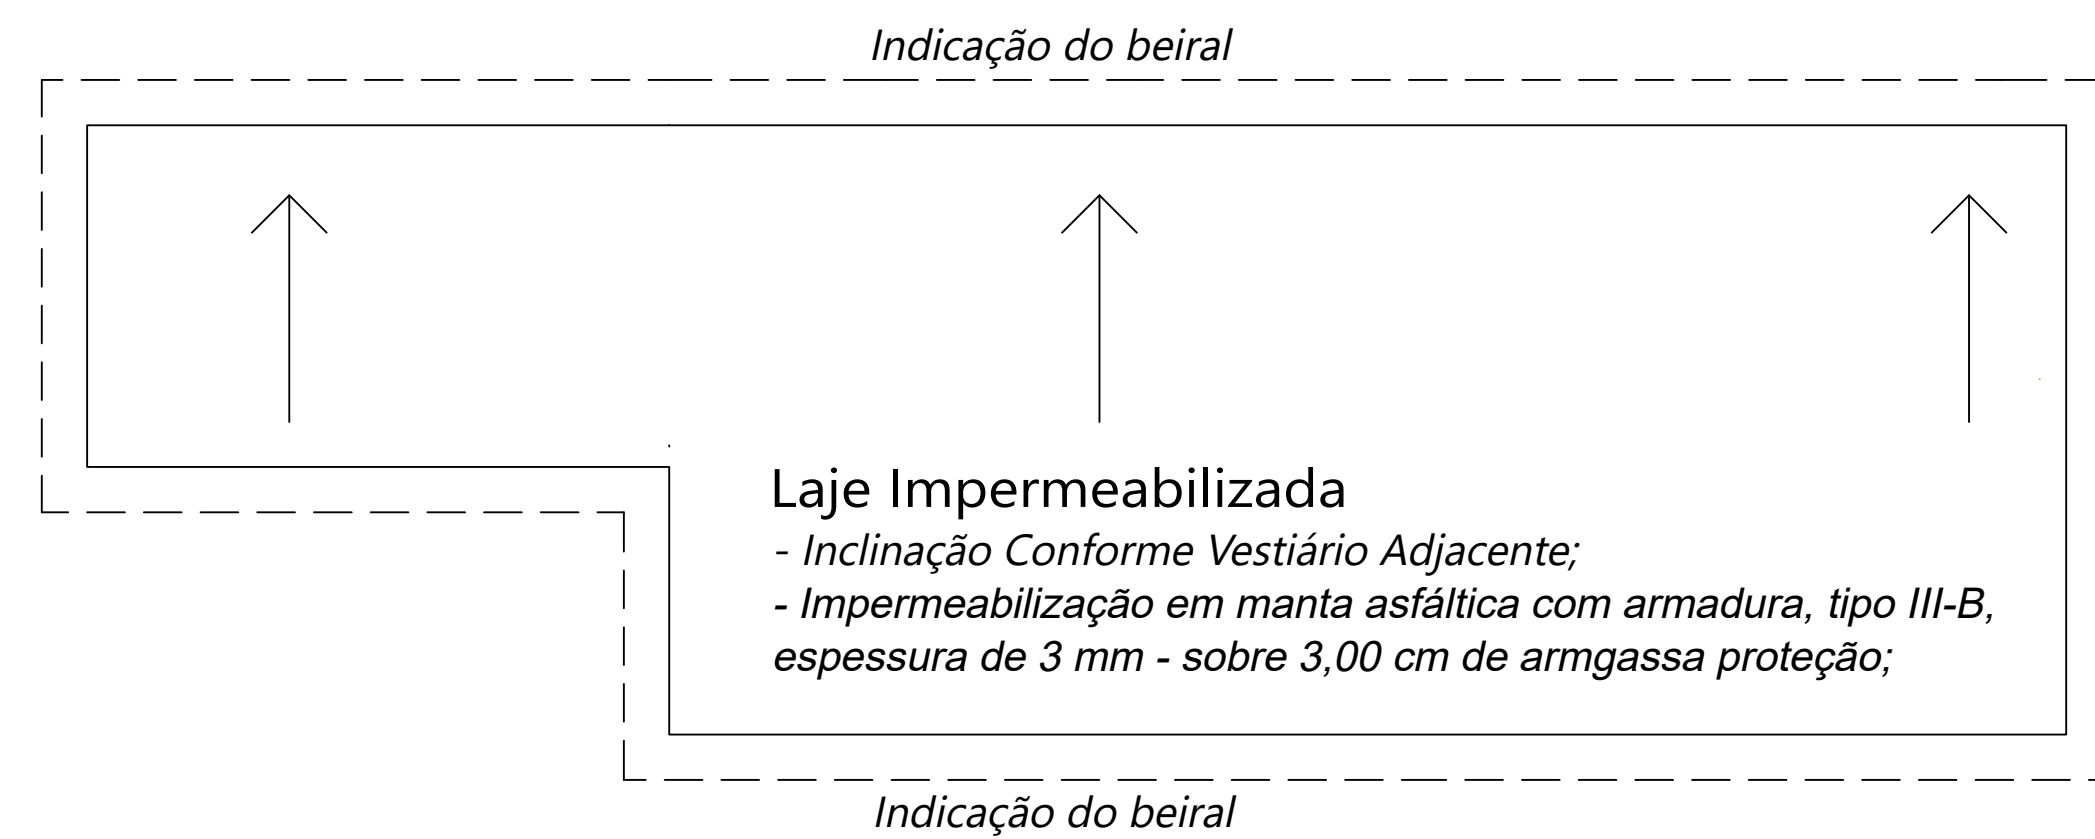 Indicação do beiral
Laje Impermeabilizada
- Inclinação Conforme Vestiário Adjacente;
- Impermeabilização em manta asfáltica com armadura, tipo III-B,
espessura de 3 mm - sobre 3,00 cm de armgassa proteção;
Indicação do beiral